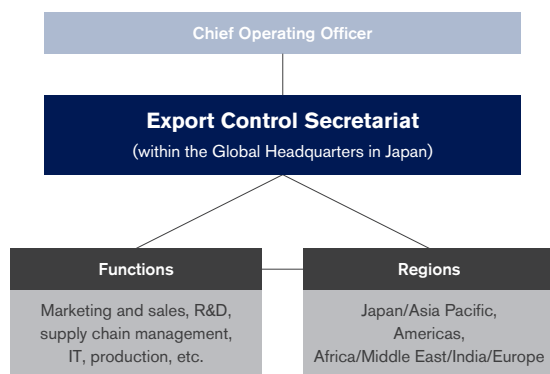 Chief Operating Officer
Export Control Secretariat
(within the Global Headquarters in Japan)
Functions
Marketing and sales, R&D,
supply chain management,
IT, production, etc.
Regions
Japan/Asia Pacific,
Americas,
Africa/Middle East/India/Europe